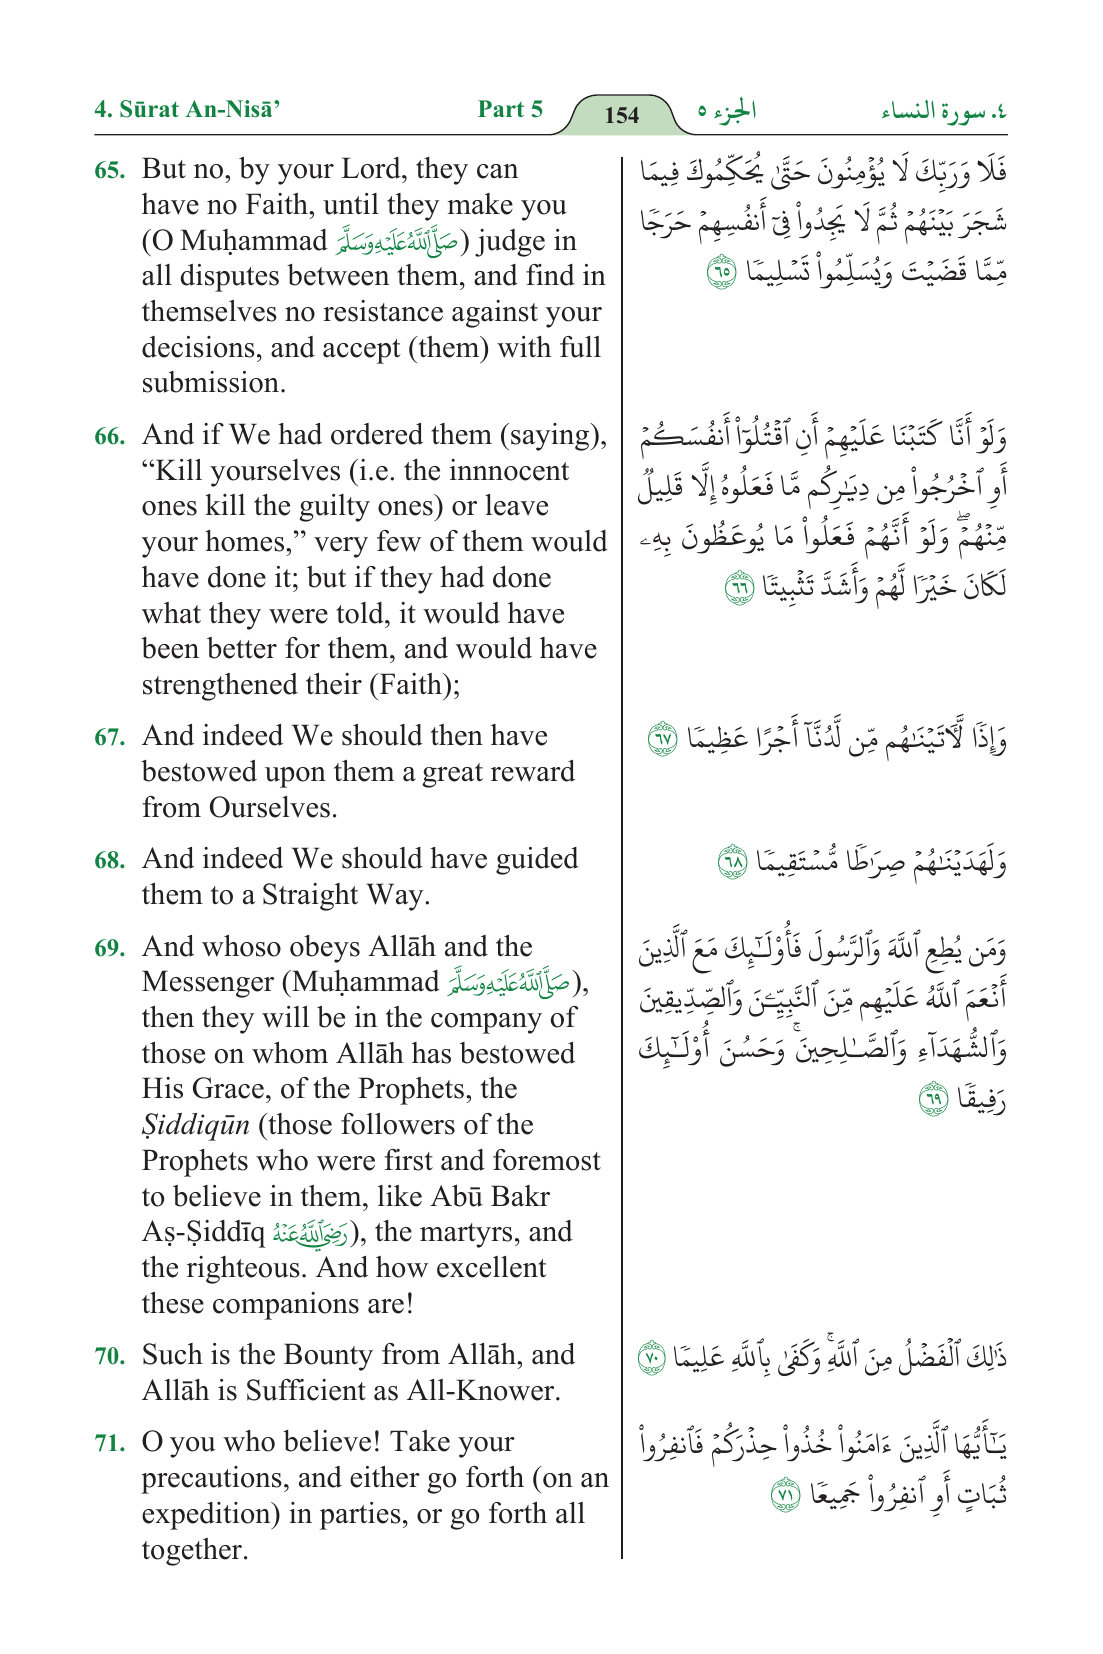 4. Sūrat An-Nisā’ Part 5 154 الجزء ٥ ٤. سورة النساء
65. But no, by your Lord, they can
have no Faith, until they make you
(O Muḥammad صَلَّى اللَّهُ عَلَيْهِ وَسَلَّمَ) judge in
all disputes between them, and find in
themselves no resistance against your
decisions, and accept (them) with full
submission.
فَلَا وَرَبِّكَ لَا يُؤْمِنُونَ حَتَّىٰ يُحَكِّمُوكَ فِيمَا
شَجَرَ بَيْنَهُمْ ثُمَّ لَا يَجِدُوا۟ فِىٓ أَنفُسِهِمْ حَرَجًا
مِّمَّا قَضَيْتَ وَيُسَلِّمُوا۟ تَسْلِيمًا ٦٥
66. And if We had ordered them (saying),
“Kill yourselves (i.e. the innnocent
ones kill the guilty ones) or leave
your homes,” very few of them would
have done it; but if they had done
what they were told, it would have
been better for them, and would have
strengthened their (Faith);
وَلَوْ أَنَّا كَتَبْنَا عَلَيْهِمْ أَنِ ٱقْتُلُوٓا۟ أَنفُسَكُمْ
أَوِ ٱخْرُجُوا۟ مِن دِيَـٰرِكُم مَّا فَعَلُوهُ إِلَّا قَلِيلٌ
مِّنْهُمْ ۖ وَلَوْ أَنَّهُمْ فَعَلُوا۟ مَا يُوعَظُونَ بِهِۦ
لَكَانَ خَيْرًا لَّهُمْ وَأَشَدَّ تَثْبِيتًا ٦٦
67. And indeed We should then have
bestowed upon them a great reward
from Ourselves.
وَإِذًا لَّـَٔاتَيْنَـٰهُم مِّن لَّدُنَّآ أَجْرًا عَظِيمًا ٦٧
68. And indeed We should have guided
them to a Straight Way.
وَلَهَدَيْنَـٰهُمْ صِرَٰطًا مُّسْتَقِيمًا ٦٨
69. And whoso obeys Allāh and the
Messenger (Muḥammad صَلَّى اللَّهُ عَلَيْهِ وَسَلَّمَ),
then they will be in the company of
those on whom Allāh has bestowed
His Grace, of the Prophets, the
Ṣiddiqūn (those followers of the
Prophets who were first and foremost
to believe in them, like Abū Bakr
Aṣ-Ṣiddīq رَضِيَ اللَّهُ عَنْهُ), the martyrs, and
the righteous. And how excellent
these companions are!
وَمَن يُطِعِ ٱللَّهَ وَٱلرَّسُولَ فَأُو۟لَـٰٓئِكَ مَعَ ٱلَّذِينَ
أَنْعَمَ ٱللَّهُ عَلَيْهِم مِّنَ ٱلنَّبِيِّـۧنَ وَٱلصِّدِّيقِينَ
وَٱلشُّهَدَآءِ وَٱلصَّـٰلِحِينَ ۚ وَحَسُنَ أُو۟لَـٰٓئِكَ
رَفِيقًا ٦٩
70. Such is the Bounty from Allāh, and
Allāh is Sufficient as All-Knower.
ذَٰلِكَ ٱلْفَضْلُ مِنَ ٱللَّهِ ۚ وَكَفَىٰ بِٱللَّهِ عَلِيمًا ٧٠
71. O you who believe! Take your
precautions, and either go forth (on an
expedition) in parties, or go forth all
together.
يَـٰٓأَيُّهَا ٱلَّذِينَ ءَامَنُوا۟ خُذُوا۟ حِذْرَكُمْ فَٱنفِرُوا۟
ثُبَاتٍ أَوِ ٱنفِرُوا۟ جَمِيعًا ٧١